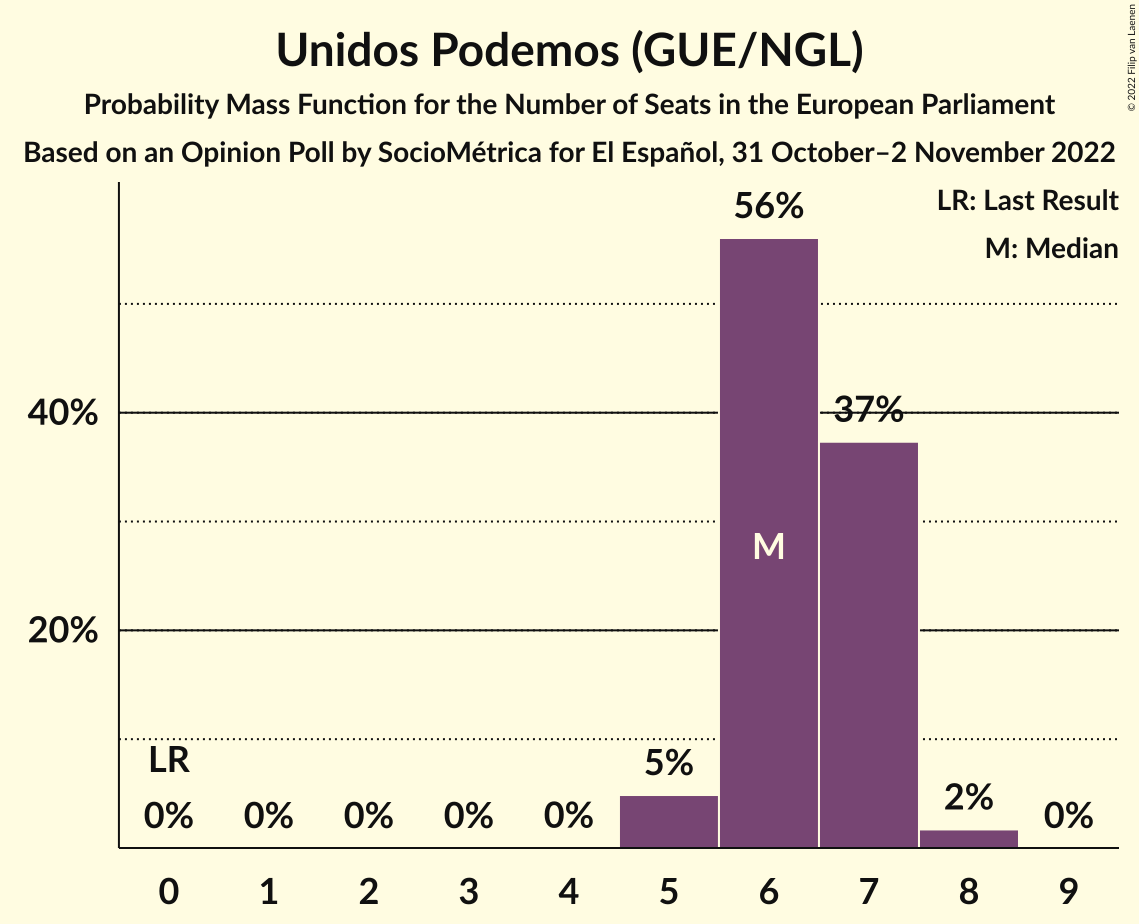 Unidos Podemos (GUE/NGL)
Probability Mass Function for the Number of Seats in the European Parliament
Based on an Opinion Poll by SocioMétrica for El Español, 31 October–2 November 2022
© 2022 Filip van Laenen
LR: Last Result
M: Median
56%
40%
37%
M
20%
LR
5%
2%
0% 0% 0% 0% 0% 0%
0 1 2 3 4 5 6 7 8 9